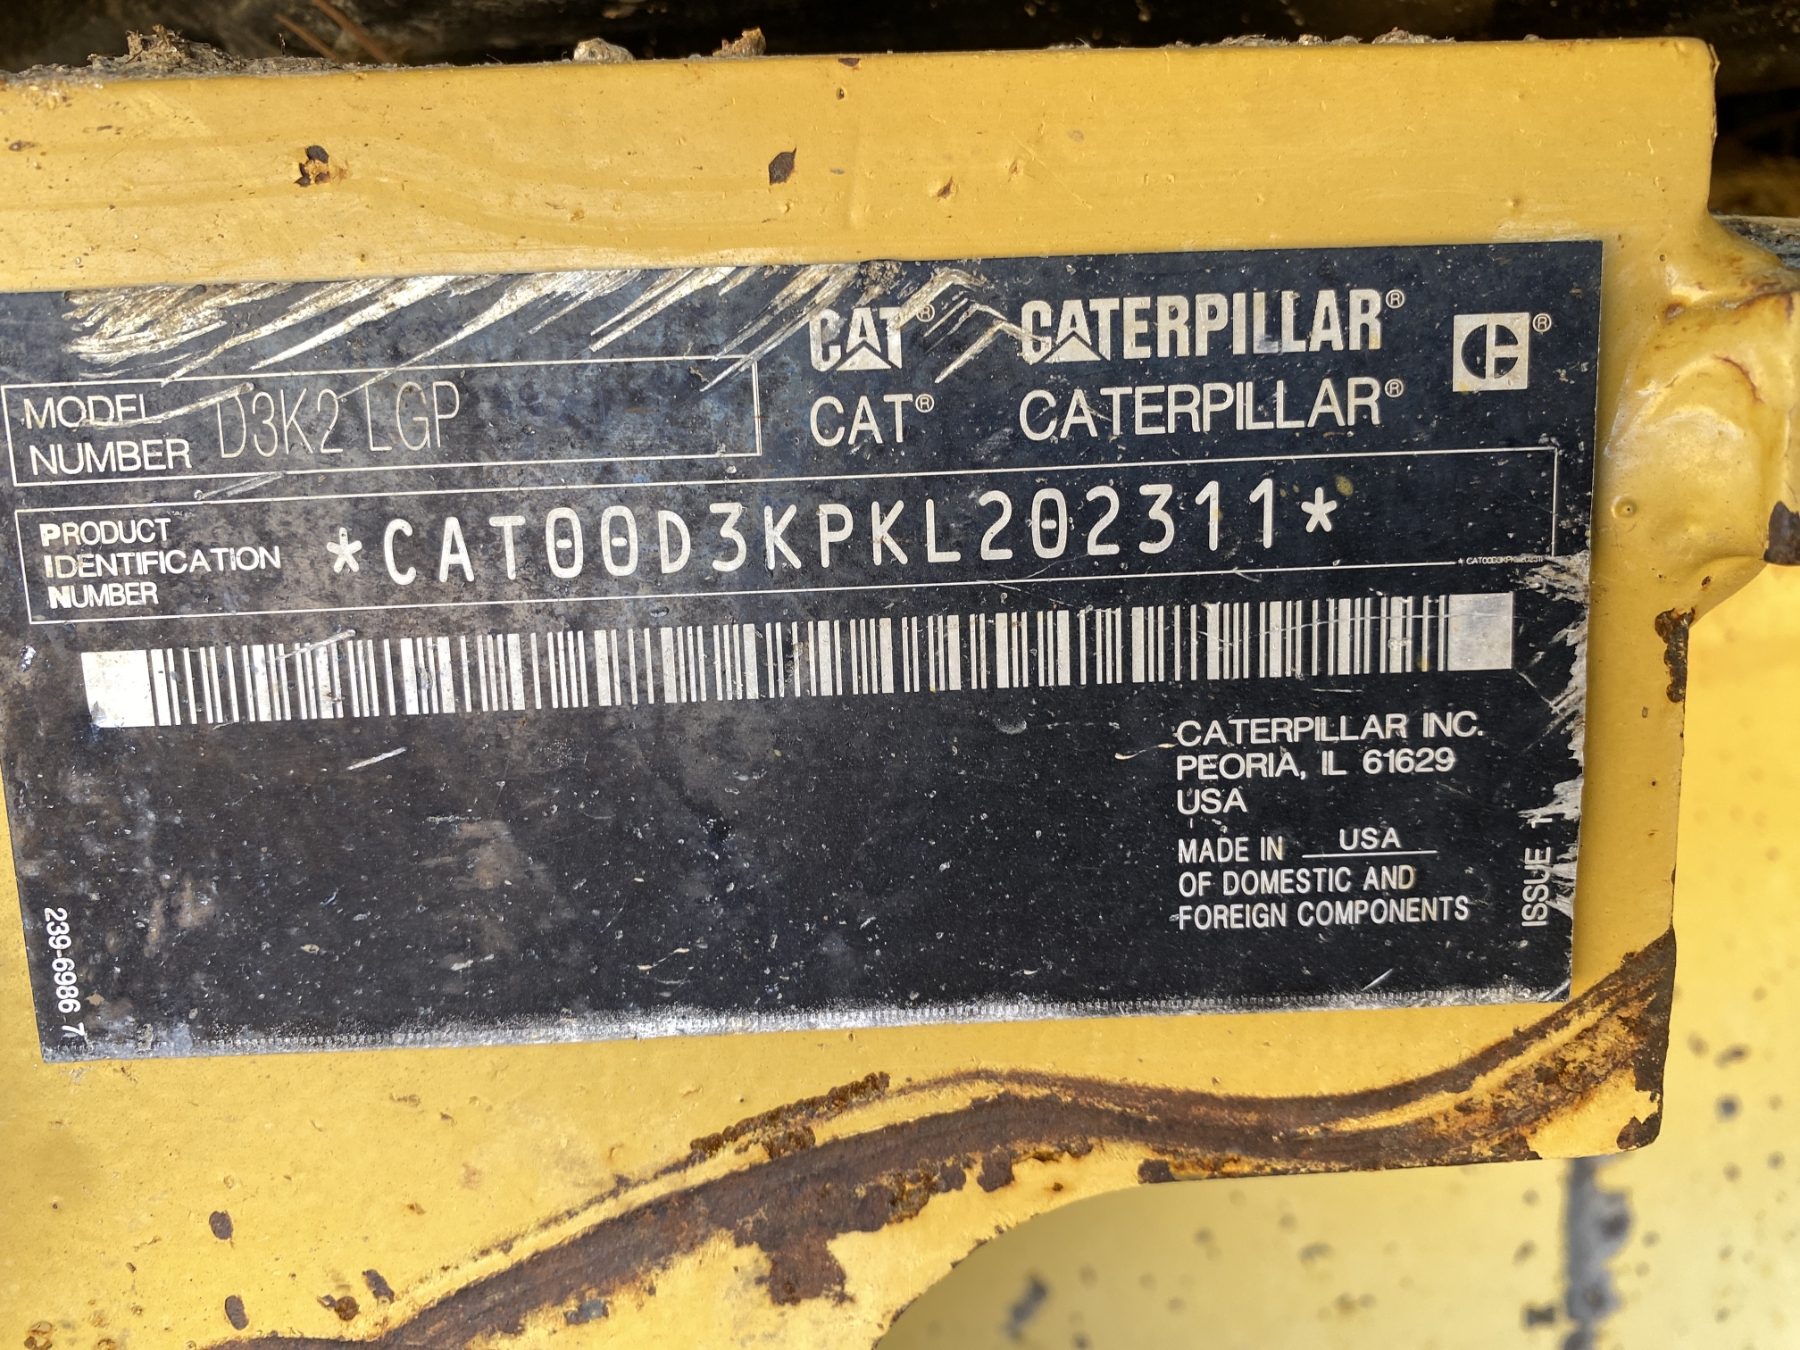 CAT® CATERPILLAR® ®
MODEL NUMBER D3K2 LGP
CAT® CATERPILLAR®
PRODUCT
IDENTIFICATION
NUMBER
*CAT00D3KPKL202311*
CATERPILLAR INC.
PEORIA, IL 61629
USA
MADE IN USA
OF DOMESTIC AND
FOREIGN COMPONENTS
ISSUE 1
239-6986 7